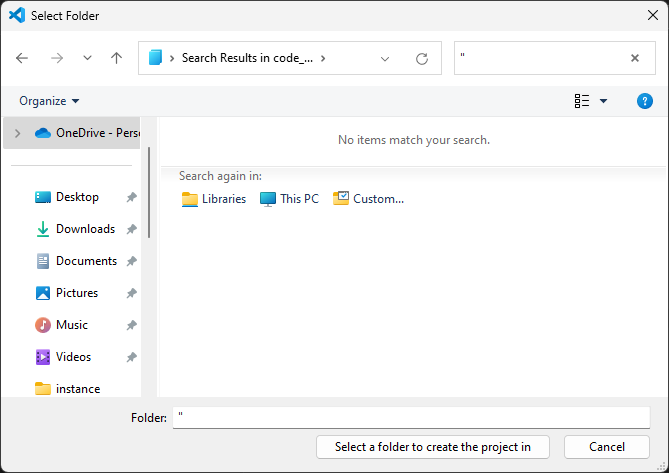 Select Folder
Search Results in code_...
"
Organize
?
OneDrive - Perso
No items match your search.
Search again in:
Libraries
This PC
Custom...
Desktop
Downloads
Documents
Pictures
Music
Videos
instance
Folder: "
Select a folder to create the project in
Cancel